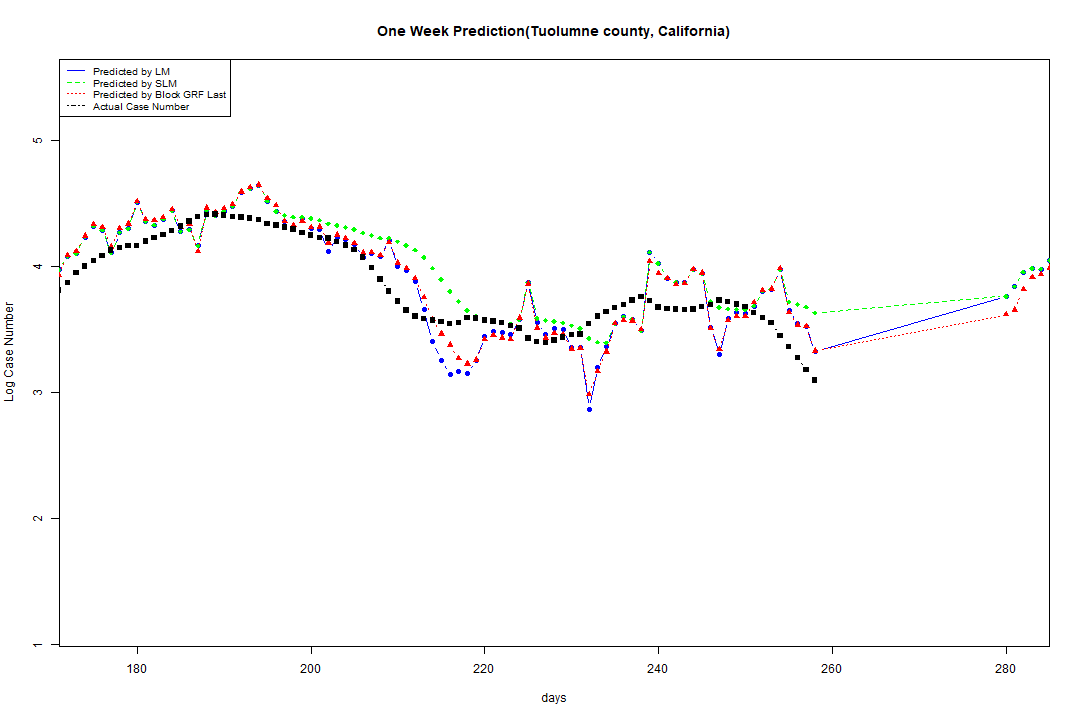 One Week Prediction(Tuolumne county, California)
Predicted by LM
Predicted by SLM
Predicted by Block GRF Last
Actual Case Number
5
4
3
2
1
Log Case Number
180 200 220 240 260 280
days